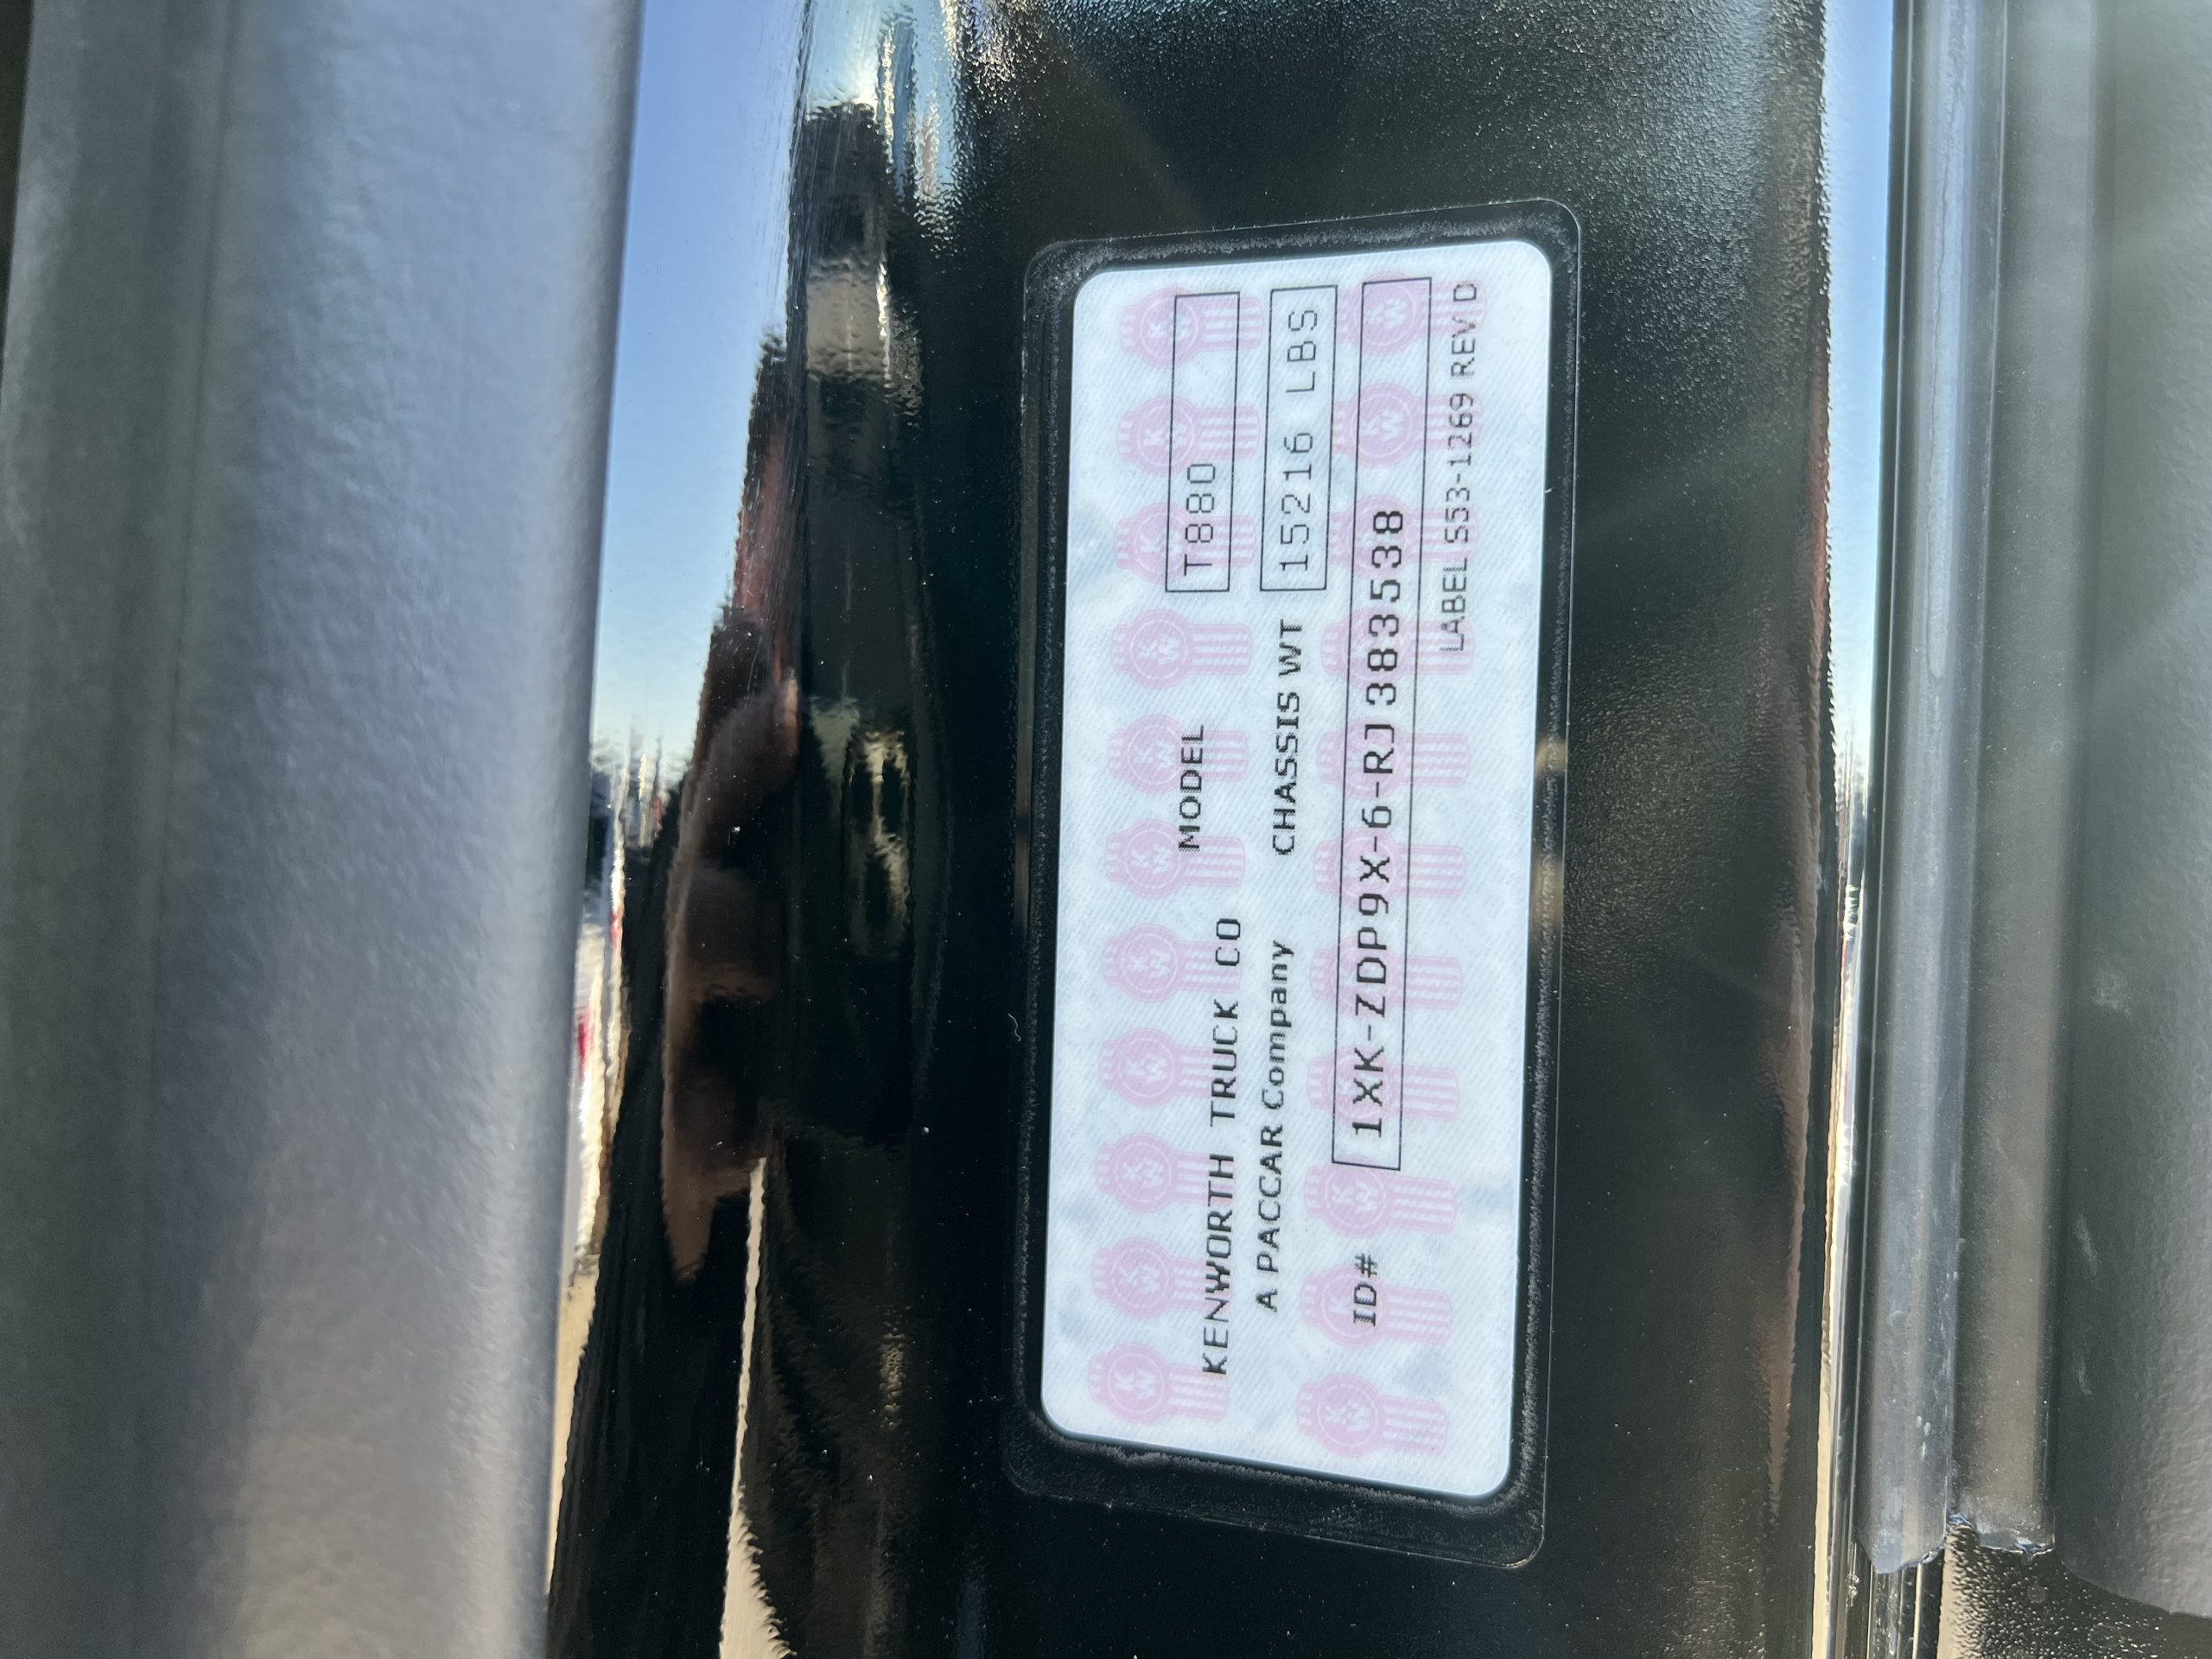 KENWORTH TRUCK CO MODEL T880
A PACCAR Company CHASSIS WT 15216 LBS
ID# 1XK-ZDP9X-6-RJ383538
LABEL S53-1269 REV D